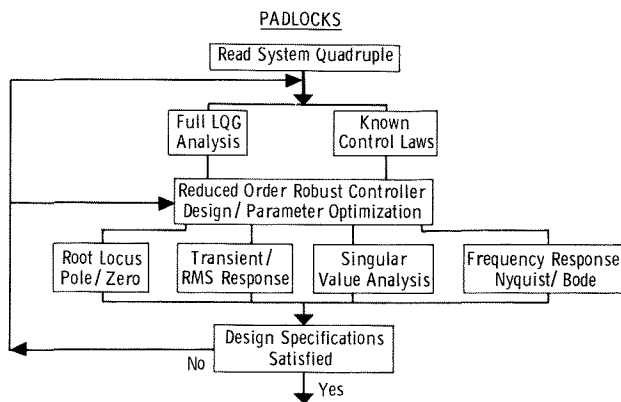 PADLOCKS
Read System Quadruple
Full LQG
Analysis
Known
Control Laws
Reduced Order Robust Controller
Design/ Parameter Optimization
Root Locus
Pole/ Zero
Transient/
RMS Response
Singular
Value Analysis
Frequency Response
Nyquist/ Bode
Design Specifications
Satisfied
No
Yes